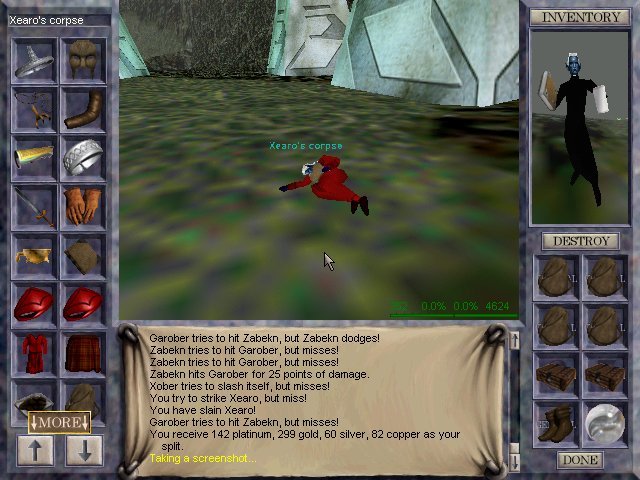 Xearo's corpse
INVENTORY
Xearo's corpse
DESTROY
0.0% 0.0% 4624
Garober tries to hit Zabekn, but Zabekn dodges!
Zabekn tries to hit Garober, but misses!
Zabekn tries to hit Garober, but misses!
Zabekn hits Garober for 25 points of damage.
Xober tries to slash itself, but misses!
You try to strike Xearo, but miss!
You have slain Xearo!
Garober tries to hit Zabekn, but misses!
You receive 142 platinum, 299 gold, 60 silver, 82 copper as your
split.
Taking a screenshot...
MORE
DONE